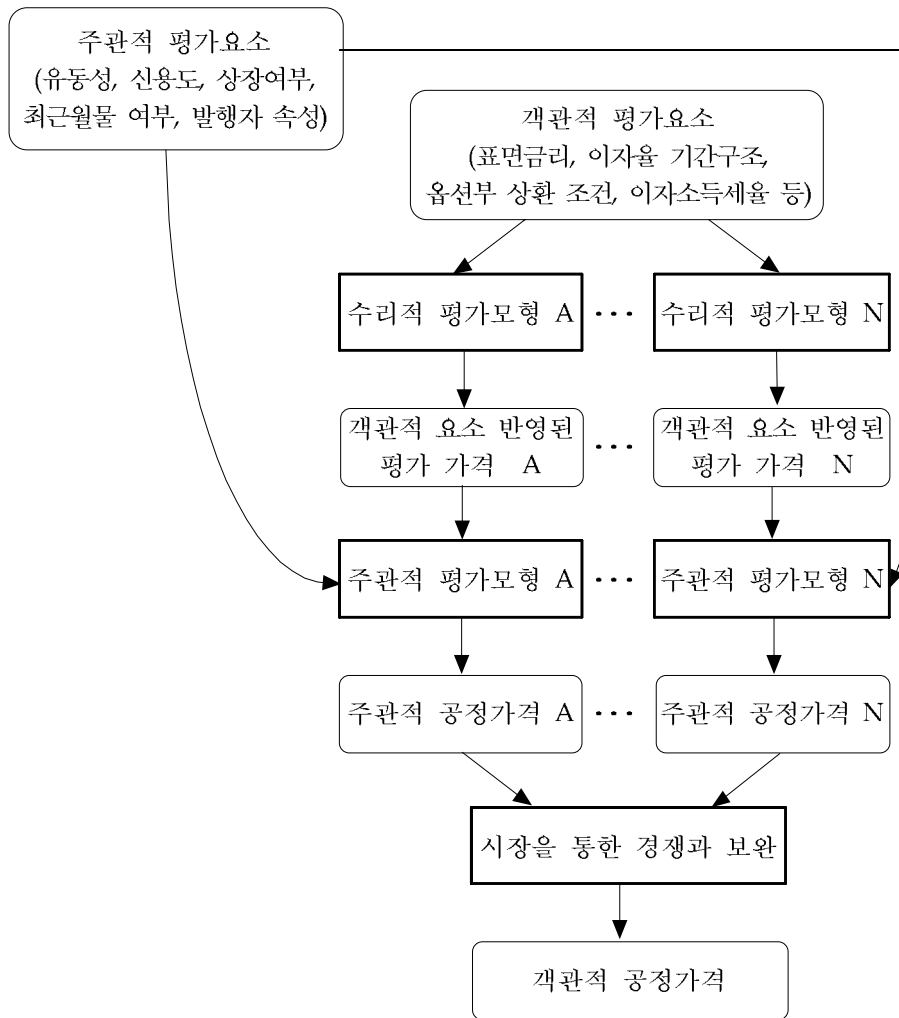 주관적 평가요소
(유동성, 신용도, 상장여부,
최근월물 여부, 발행자 속성)
객관적 평가요소
(표면금리, 이자율 기간구조,
옵션부 상환 조건, 이자소득세율 등)
수리적 평가모형 A ··· 수리적 평가모형 N
객관적 요소 반영된
평가 가격 A
···
객관적 요소 반영된
평가 가격 N
주관적 평가모형 A ··· 주관적 평가모형 N
주관적 공정가격 A ··· 주관적 공정가격 N
시장을 통한 경쟁과 보완
객관적 공정가격